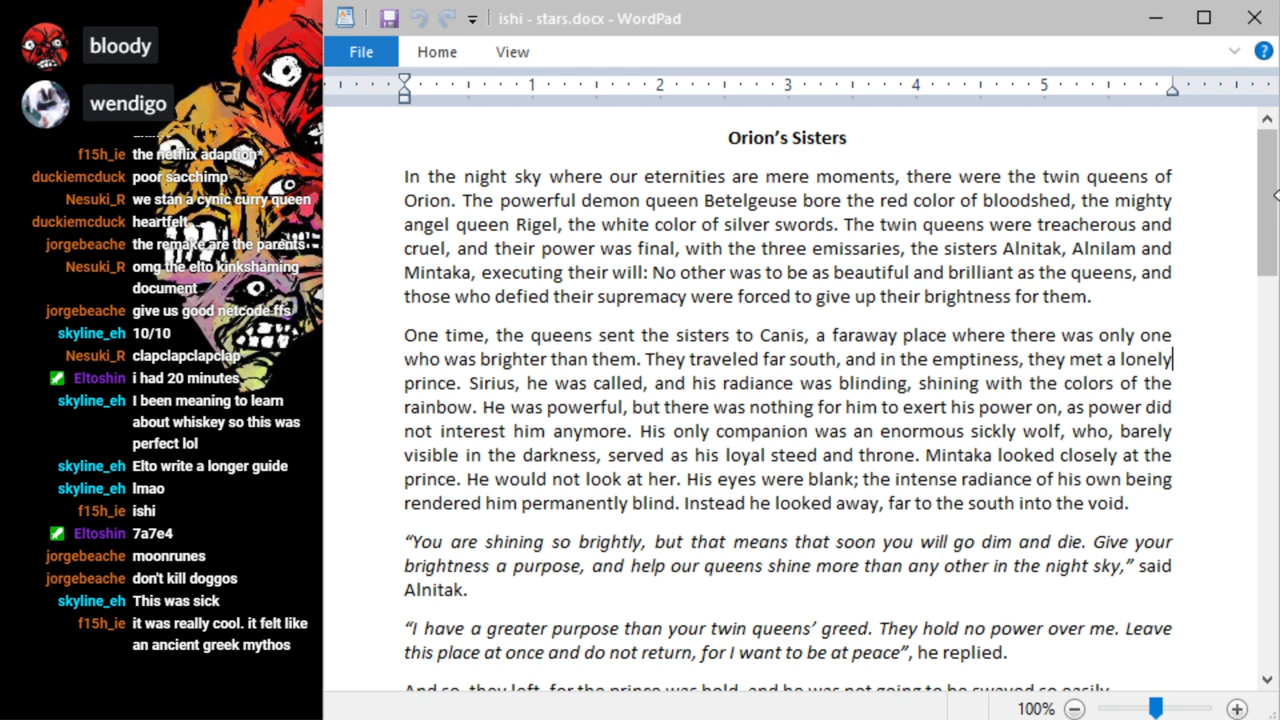 bloody
wendigo
f15h_ie the netflix adaption*
duckiemcduck poor sacchimp
Nesuki_R we stan a cynic curry queen
duckiemcduck heartfelt
jorgebeache the remake are the parents
Nesuki_R omg the elto kinkshaming
document
jorgebeache give us good netcode ffs
skyline_eh 10/10
Nesuki_R clapclapclapclap
Eltoshin i had 20 minutes
skyline_eh I been meaning to learn
about whiskey so this was
perfect lol
skyline_eh Elto write a longer guide
skyline_eh lmao
f15h_ie ishi
Eltoshin 7a7e4
jorgebeache moonrunes
jorgebeache don't kill doggos
skyline_eh This was sick
f15h_ie it was really cool. it felt like
an ancient greek mythos
ishi - stars.docx - WordPad
File Home View
1 2 3 4 5
Orion's Sisters
In the night sky where our eternities are mere moments, there were the twin queens of
Orion. The powerful demon queen Betelgeuse bore the red color of bloodshed, the mighty
angel queen Rigel, the white color of silver swords. The twin queens were treacherous and
cruel, and their power was final, with the three emissaries, the sisters Alnitak, Alnilam and
Mintaka, executing their will: No other was to be as beautiful and brilliant as the queens, and
those who defied their supremacy were forced to give up their brightness for them.
One time, the queens sent the sisters to Canis, a faraway place where there was only one
who was brighter than them. They traveled far south, and in the emptiness, they met a lonely
prince. Sirius, he was called, and his radiance was blinding, shining with the colors of the
rainbow. He was powerful, but there was nothing for him to exert his power on, as power did
not interest him anymore. His only companion was an enormous sickly wolf, who, barely
visible in the darkness, served as his loyal steed and throne. Mintaka looked closely at the
prince. He would not look at her. His eyes were blank; the intense radiance of his own being
rendered him permanently blind. Instead he looked away, far to the south into the void.
“You are shining so brightly, but that means that soon you will go dim and die. Give your
brightness a purpose, and help our queens shine more than any other in the night sky,” said
Alnitak.
“I have a greater purpose than your twin queens’ greed. They hold no power over me. Leave
this place at once and do not return, for I want to be at peace”, he replied.
And so, they left, for the prince was bold, and he was not going to be swayed so easily.
100%